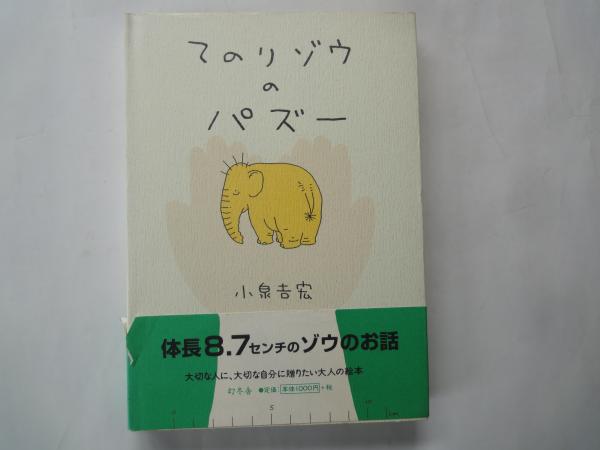 てのりゾウ
の
パズー
小泉吉宏
体長8.7センチのゾウのお話
大切な人に、大切な自分に贈りたい大人の絵本
幻冬舎 ●定価:本体1000円+税
0 5 10 cm